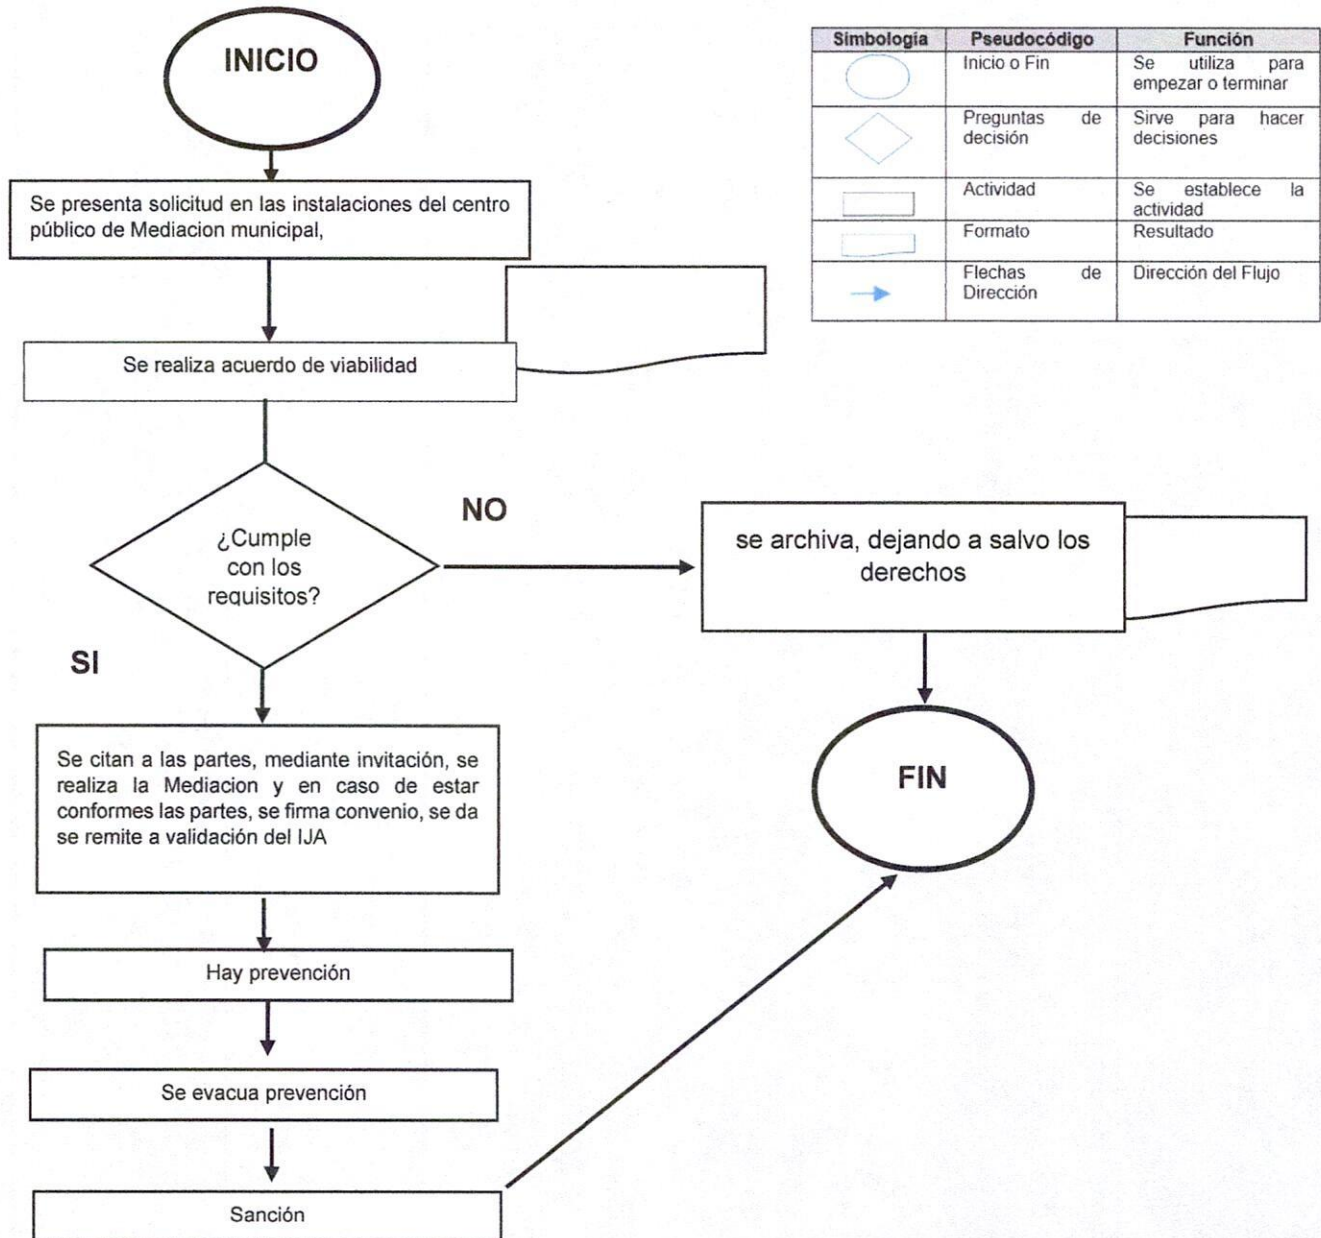 INICIO
Simbología Pseudocódigo Función
Inicio o Fin Se utiliza para
empezar o terminar
Preguntas de Sirve para hacer
decisión decisiones
Actividad Se establece la
actividad
Formato Resultado
Flechas de Dirección del Flujo
Dirección
Se presenta solicitud en las instalaciones del centro
público de Mediacion municipal,
Se realiza acuerdo de viabilidad
¿Cumple
con los
requisitos?
NO
se archiva, dejando a salvo los
derechos
SI
Se citan a las partes, mediante invitación, se
realiza la Mediacion y en caso de estar
conformes las partes, se firma convenio, se da
se remite a validación del IJA
FIN
Hay prevención
Se evacua prevención
Sanción